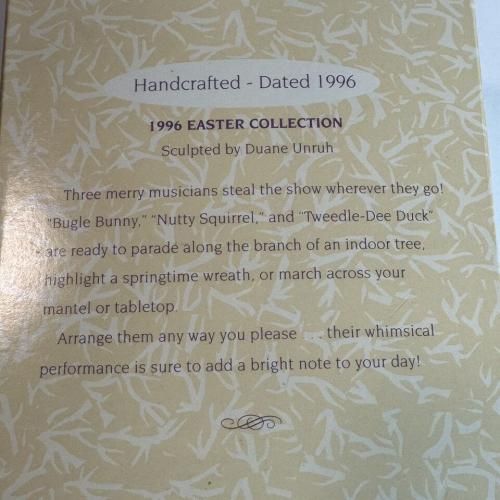 Handcrafted - Dated 1996
1996 EASTER COLLECTION
Sculpted by Duane Unruh
Three merry musicians steal the show wherever they go!
"Bugle Bunny," "Nutty Squirrel," and "Tweedle-Dee Duck"
are ready to parade along the branch of an indoor tree,
highlight a springtime wreath, or march across your
mantel or tabletop.
Arrange them any way you please . . . their whimsical
performance is sure to add a bright note to your day!